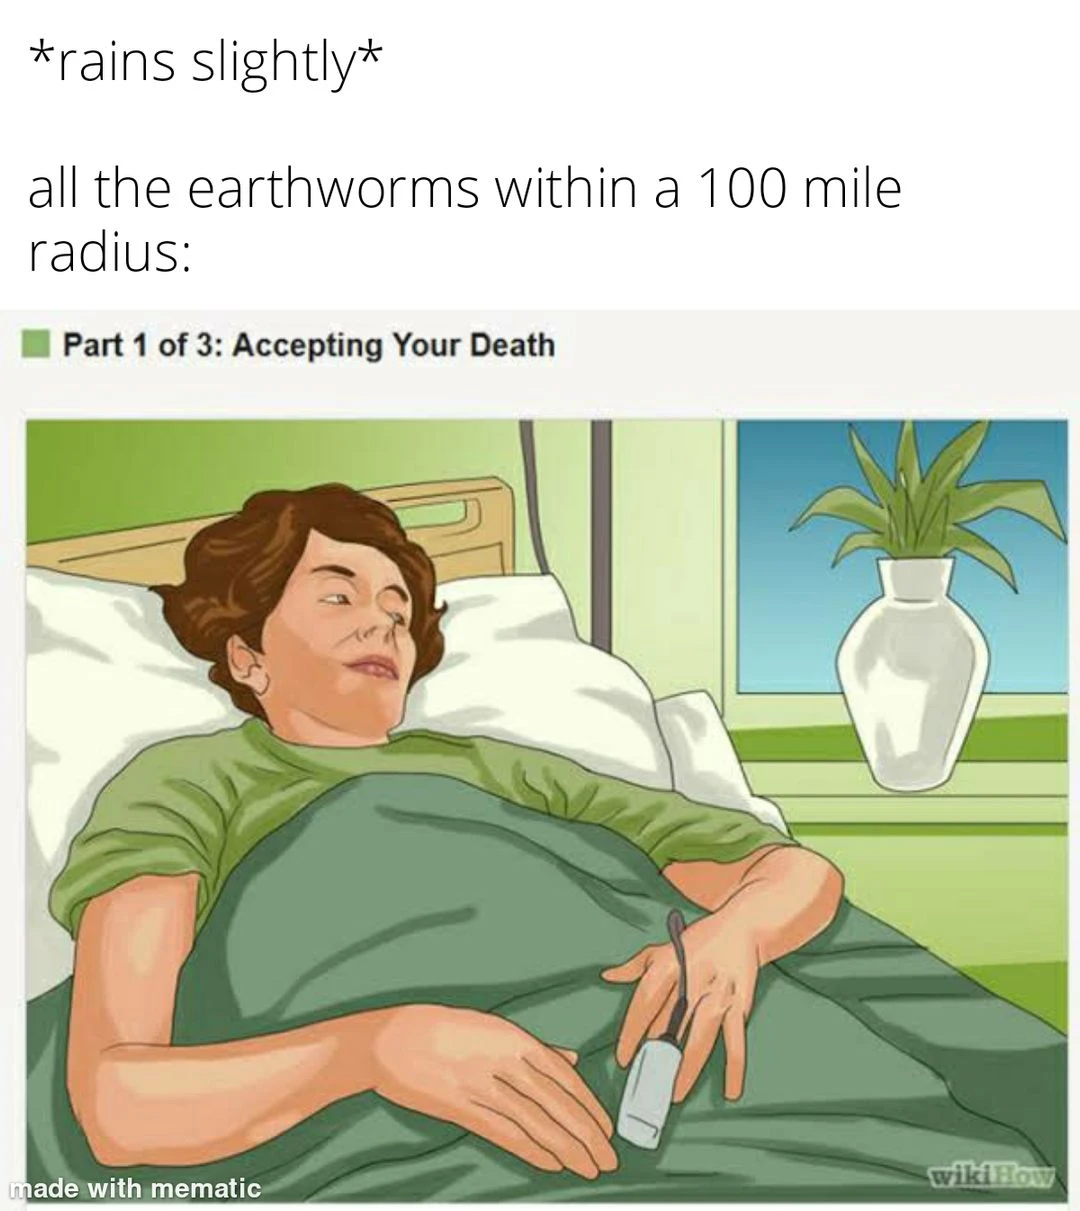 *rains slightly*
all the earthworms within a 100 mile
radius:
Part 1 of 3: Accepting Your Death
wikiHow
made with mematic